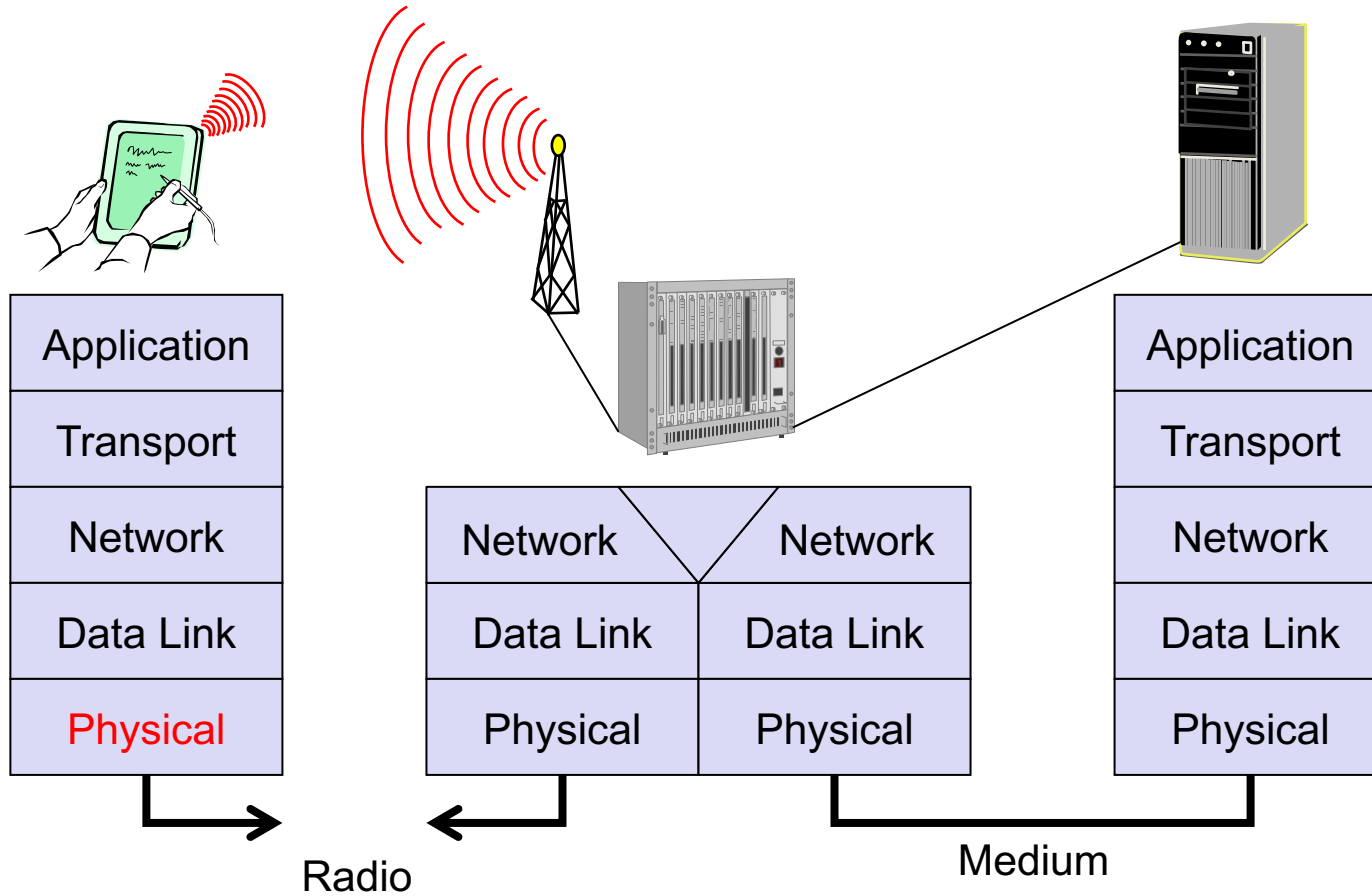 Application
Transport
Network
Data Link
Physical
Network Network
Data Link Data Link
Physical Physical
Application
Transport
Network
Data Link
Physical
Radio
Medium